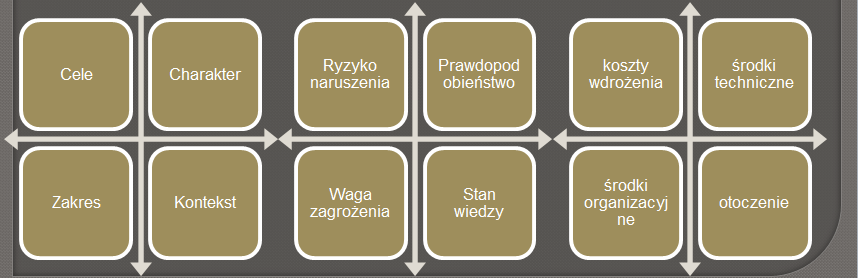 Cele
Charakter
Zakres
Kontekst
Ryzyko
naruszenia
Prawdopod
obieństwo
Waga
zagrożenia
Stan
wiedzy
koszty
wdrożenia
środki
techniczne
środki
organizacyj
ne
otoczenie